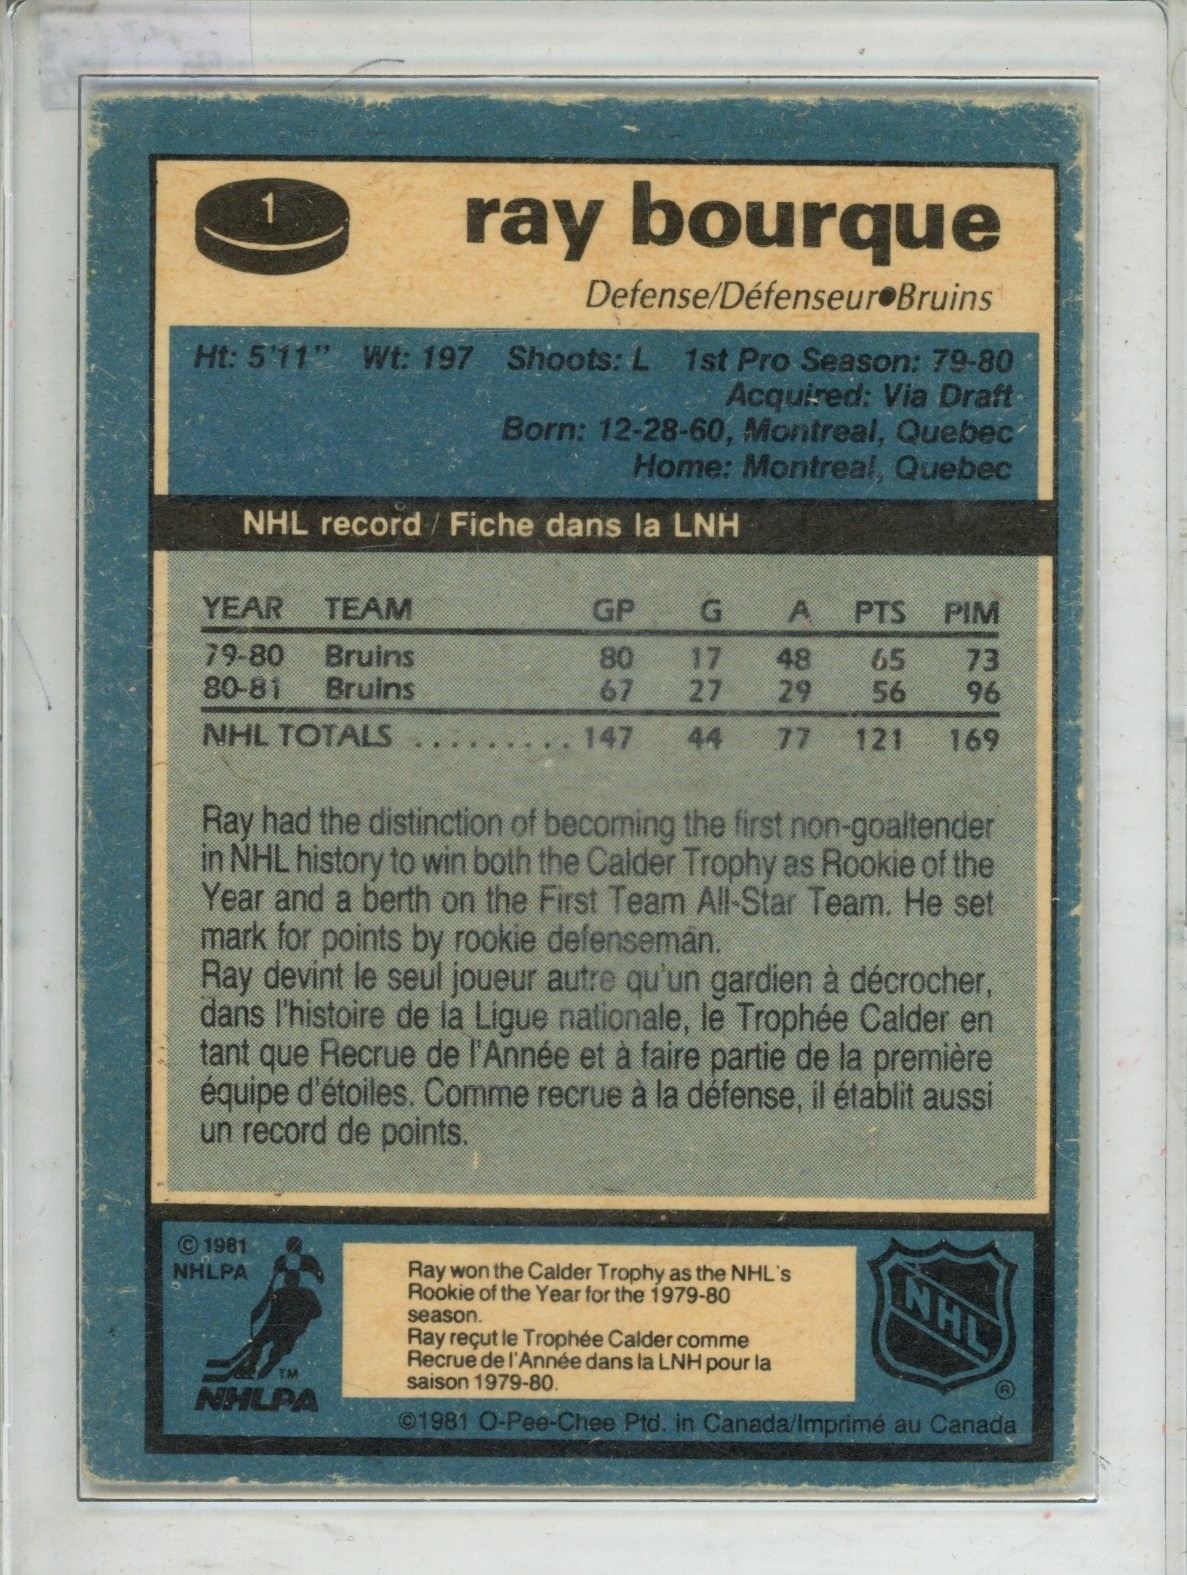 1
ray bourque
Defense/Défenseur●Bruins
Ht: 5'11" Wt: 197 Shoots: L 1st Pro Season: 79-80
Acquired: Via Draft
Born: 12-28-60, Montreal, Quebec
Home: Montreal, Quebec
NHL record / Fiche dans la LNH
YEAR TEAM GP G A PTS PIM
79-80 Bruins 80 17 48 65 73
80-81 Bruins 67 27 29 56 96
NHL TOTALS .......... 147 44 77 121 169
Ray had the distinction of becoming the first non-goaltender
in NHL history to win both the Calder Trophy as Rookie of the
Year and a berth on the First Team All-Star Team. He set
mark for points by rookie defenseman.
Ray devint le seul joueur autre qu'un gardien à décrocher,
dans l'histoire de la Ligue nationale, le Trophée Calder en
tant que Recrue de l'Année et à faire partie de la première
équipe d'étoiles. Comme recrue à la défense, il établit aussi
un record de points.
© 1981
NHLPA
TM
NHLPA
Ray won the Calder Trophy as the NHL's
Rookie of the Year for the 1979-80
season.
Ray reçut le Trophée Calder comme
Recrue de l'Année dans la LNH pour la
saison 1979-80.
NHL
®
©1981 O-Pee-Chee Ptd. in Canada/Imprimé au Canada